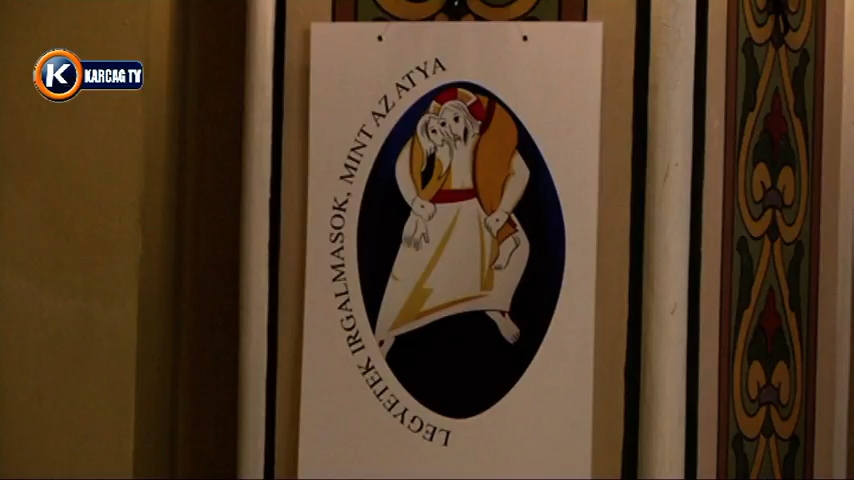 K KARCAG TV
LEGYETEK IRGALMASOK, MINT AZ ATYA